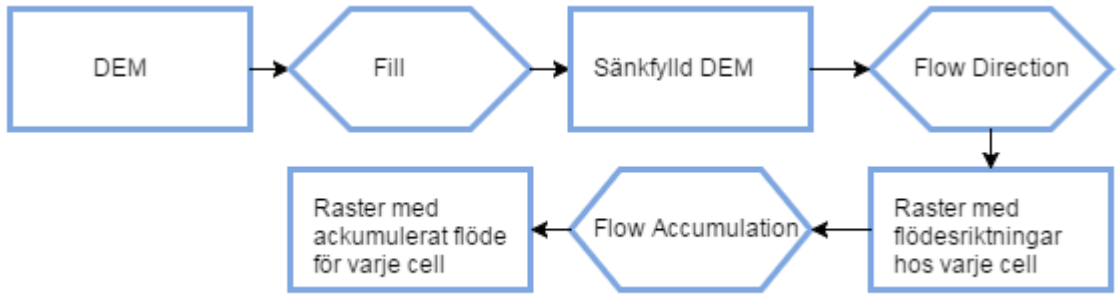 DEM
Fill
Sänkfylld DEM
Flow Direction
Raster med
flödesriktningar
hos varje cell
Flow Accumulation
Raster med
ackumulerat flöde
för varje cell